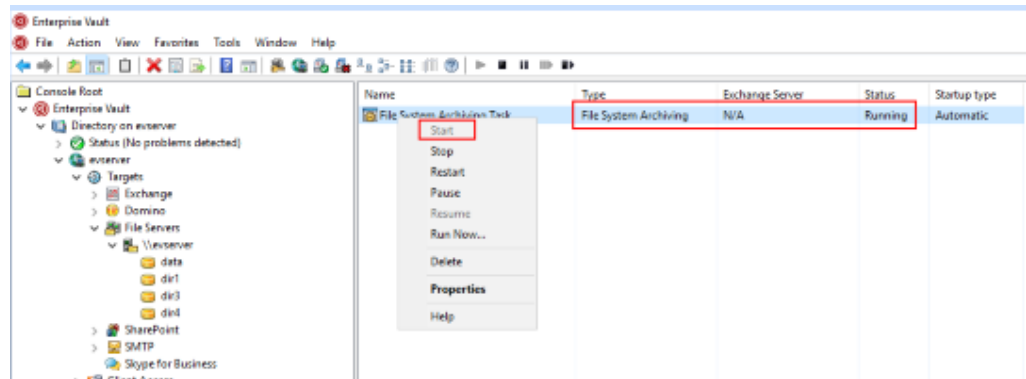 Enterprise Vault
File Action View Favorites Tools Window Help
Console Root
Enterprise Vault
Directory on evserver
Status (No problems detected)
evserver
Targets
Exchange
Domino
File Servers
\\evserver
data
dir1
dir3
dir4
SharePoint
SMTP
Skype for Business
Client Access
Name Type Exchange Server Status Startup type
File System Archiving Task File System Archiving N/A Running Automatic
Start
Stop
Restart
Pause
Resume
Run Now...
Delete
Properties
Help